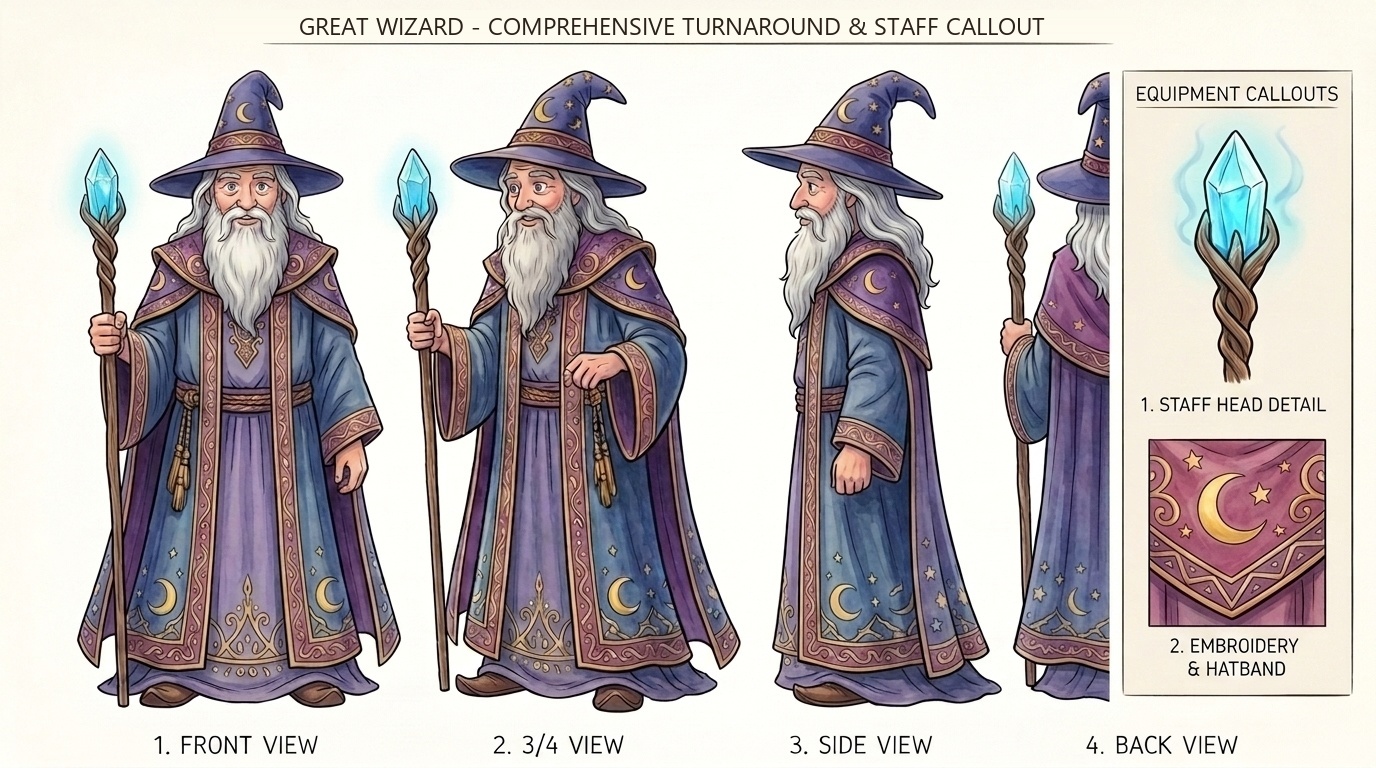 GREAT WIZARD - COMPREHENSIVE TURNAROUND & STAFF CALLOUT
EQUIPMENT CALLOUTS
1. STAFF HEAD DETAIL
2. EMBROIDERY
& HATBAND
1. FRONT VIEW
2. 3/4 VIEW
3. SIDE VIEW
4. BACK VIEW